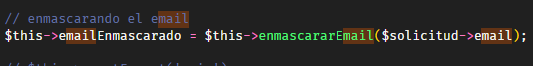 // enmascarando el email
$this->emailEnmascarado = $this->enmascararEmail($solicitud->email);